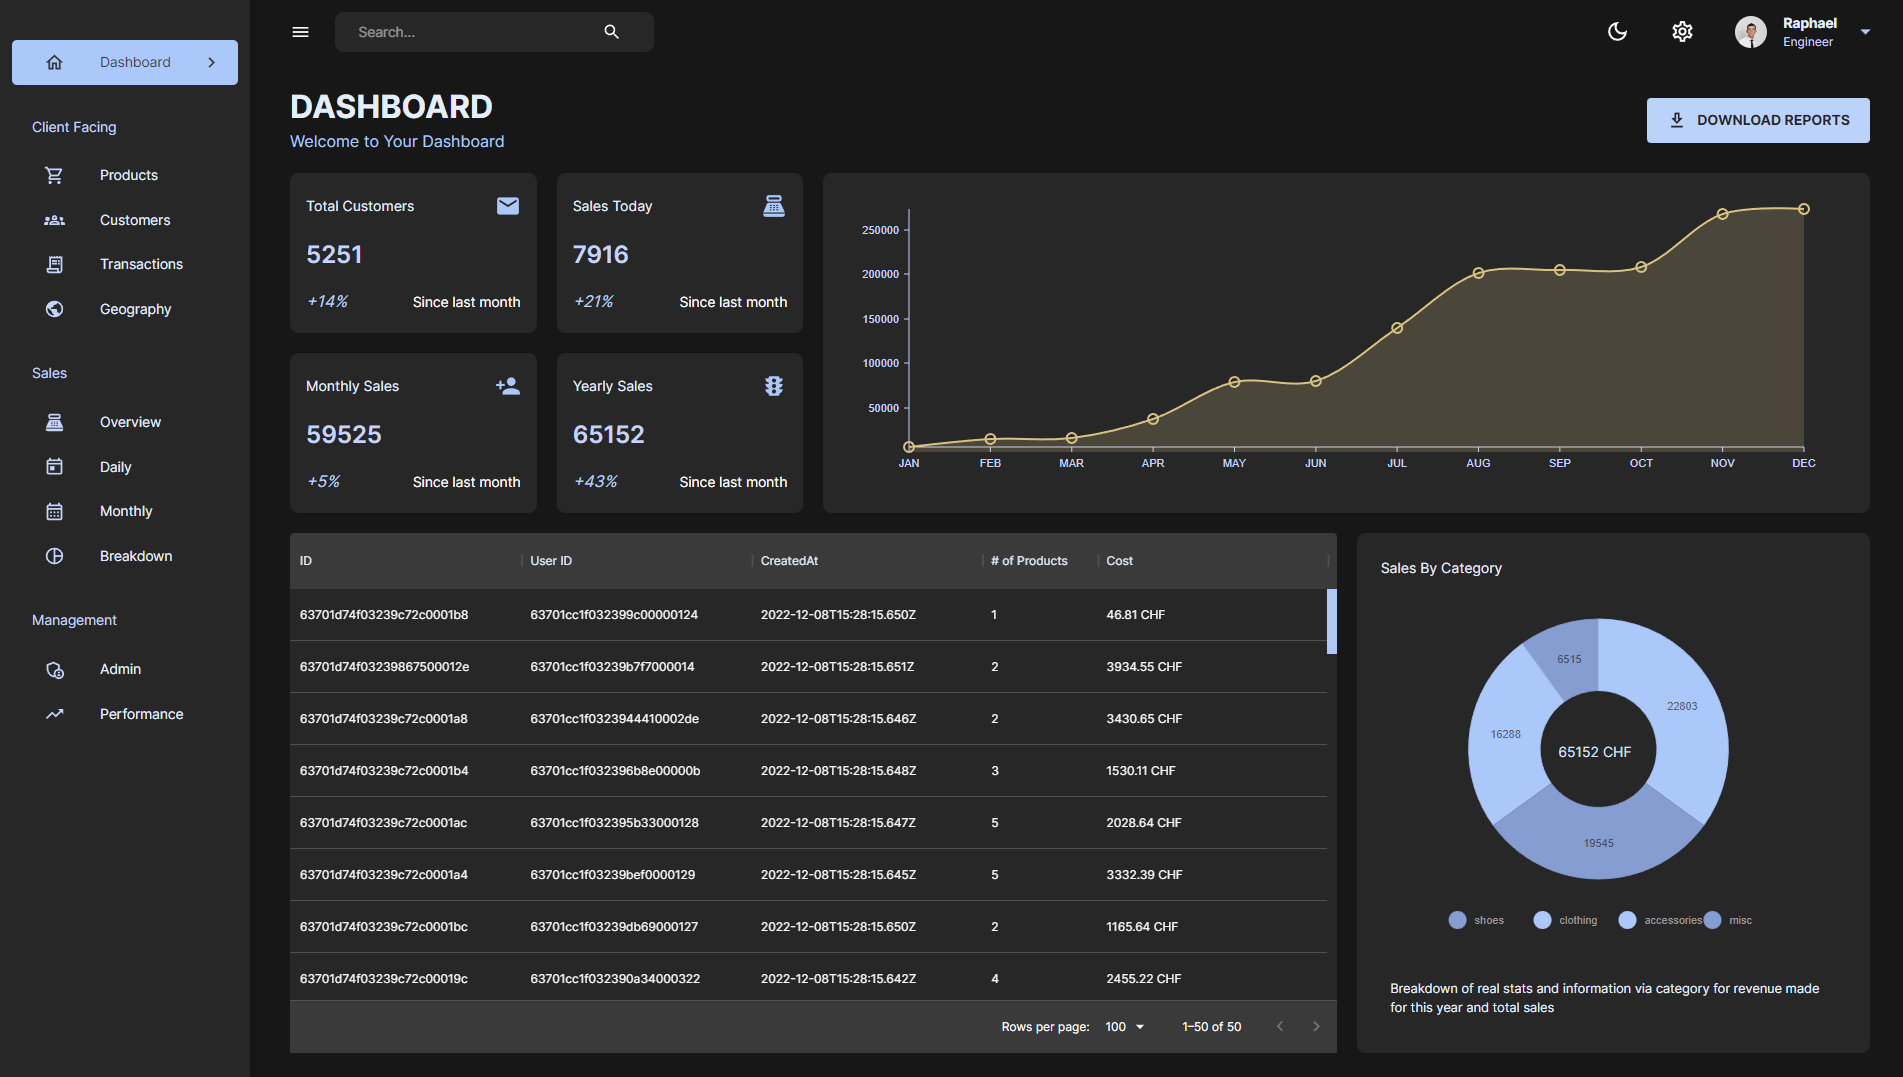 Dashboard
Client Facing
Products
Customers
Transactions
Geography
Sales
Overview
Daily
Monthly
Breakdown
Management
Admin
Performance
Search...
Raphael
Engineer
DASHBOARD
Welcome to Your Dashboard
DOWNLOAD REPORTS
Total Customers
5251
+14% Since last month
Sales Today
7916
+21% Since last month
Monthly Sales
59525
+5% Since last month
Yearly Sales
65152
+43% Since last month
250000
200000
150000
100000
50000
JAN FEB MAR APR MAY JUN JUL AUG SEP OCT NOV DEC
ID User ID CreatedAt # of Products Cost
63701d74f03239c72c0001b8 63701cc1f032399c00000124 2022-12-08T15:28:15.650Z 1 46.81 CHF
63701d74f03239867500012e 63701cc1f03239b7f7000014 2022-12-08T15:28:15.651Z 2 3934.55 CHF
63701d74f03239c72c0001a8 63701cc1f0323944410002de 2022-12-08T15:28:15.646Z 2 3430.65 CHF
63701d74f03239c72c0001b4 63701cc1f032396b8e00000b 2022-12-08T15:28:15.648Z 3 1530.11 CHF
63701d74f03239c72c0001ac 63701cc1f032395b33000128 2022-12-08T15:28:15.647Z 5 2028.64 CHF
63701d74f03239c72c0001a4 63701cc1f03239bef0000129 2022-12-08T15:28:15.645Z 5 3332.39 CHF
63701d74f03239c72c0001bc 63701cc1f03239db69000127 2022-12-08T15:28:15.650Z 2 1165.64 CHF
63701d74f03239c72c00019c 63701cc1f032390a34000322 2022-12-08T15:28:15.642Z 4 2455.22 CHF
Rows per page: 100 1–50 of 50
Sales By Category
6515
22803
16288
65152 CHF
19545
shoes clothing accessories misc
Breakdown of real stats and information via category for revenue made
for this year and total sales